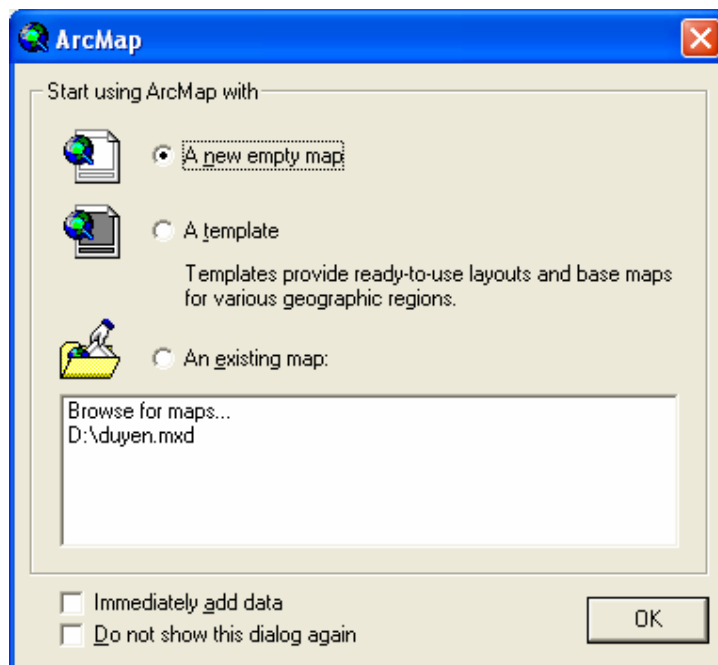 ArcMap
Start using ArcMap with
A new empty map
A template
Templates provide ready-to-use layouts and base maps
for various geographic regions.
An existing map:
Browse for maps...
D:\duyen.mxd
Immediately add data
Do not show this dialog again
OK